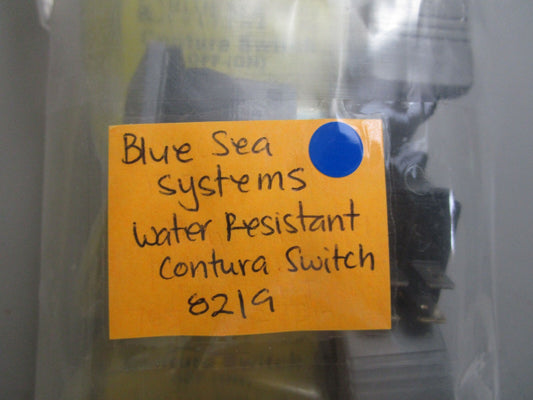 Blue Sea
Systems
Water Resistant
Contura Switch
8219